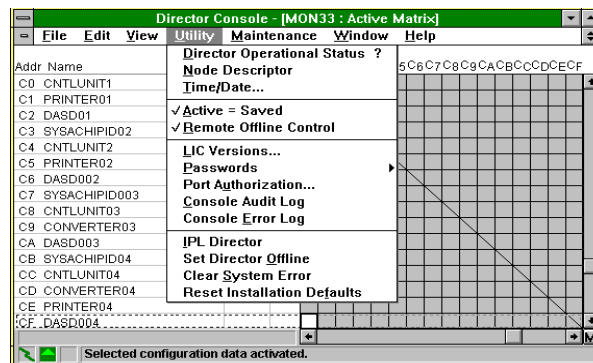 Director Console - [MON33 : Active Matrix]
File Edit View Utility Maintenance Window Help
Director Operational Status ?
Node Descriptor
Time/Date...
✓Active = Saved
✓Remote Offline Control
LIC Versions...
Passwords
Port Authorization...
Console Audit Log
Console Error Log
IPL Director
Set Director Offline
Clear System Error
Reset Installation Defaults
5C6C7C8C9CACBCCCDCECF
Addr Name
C0 CNTLUNIT1
C1 PRINTER01
C2 DASD01
C3 SYSACHIPID02
C4 CNTLUNIT2
C5 PRINTER02
C6 DASD002
C7 SYSACHIPID003
C8 CNTLUNIT03
C9 CONVERTER03
CA DASD003
CB SYSACHIPID04
CC CNTLUNIT04
CD CONVERTER04
CE PRINTER04
CF DASD004
Selected configuration data activated.